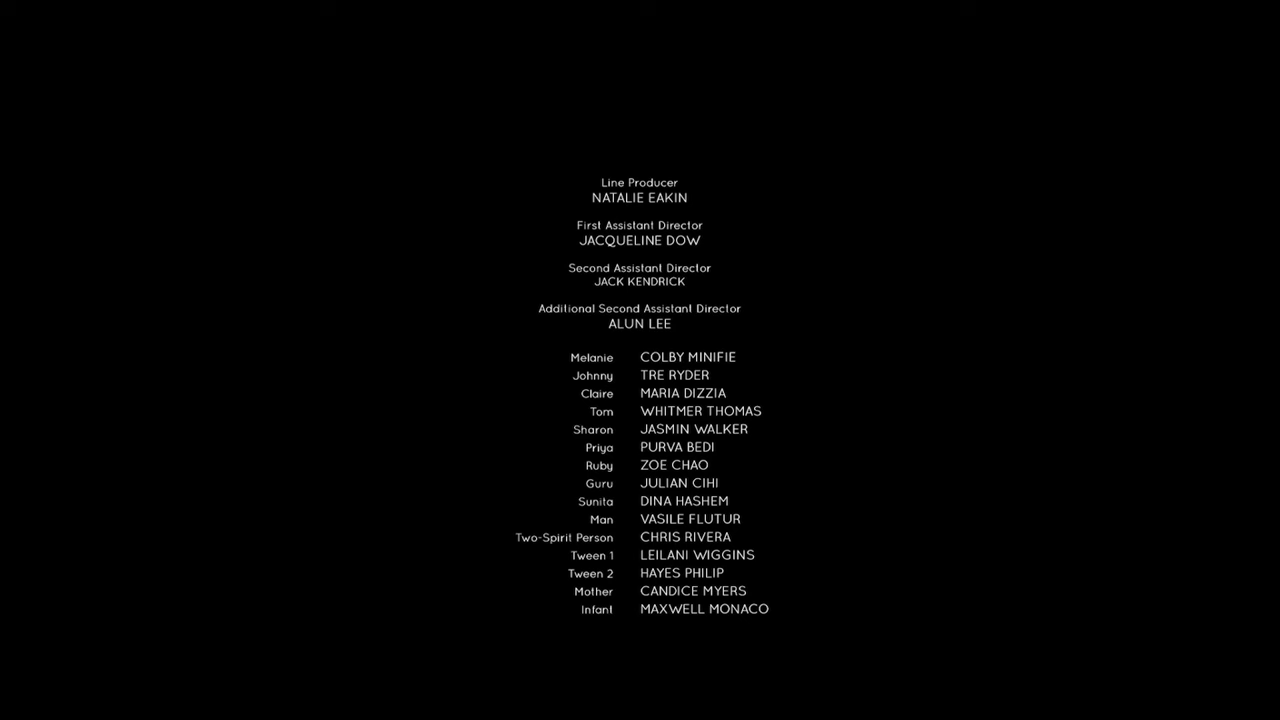 Line Producer
NATALIE EAKIN
First Assistant Director
JACQUELINE DOW
Second Assistant Director
JACK KENDRICK
Additional Second Assistant Director
ALUN LEE
Melanie COLBY MINIFIE
Johnny TRE RYDER
Claire MARIA DIZZIA
Tom WHITMER THOMAS
Sharon JASMIN WALKER
Priya PURVA BEDI
Ruby ZOE CHAO
Guru JULIAN CIHI
Sunita DINA HASHEM
Man VASILE FLUTUR
Two-Spirit Person CHRIS RIVERA
Tween 1 LEILANI WIGGINS
Tween 2 HAYES PHILIP
Mother CANDICE MYERS
Infant MAXWELL MONACO